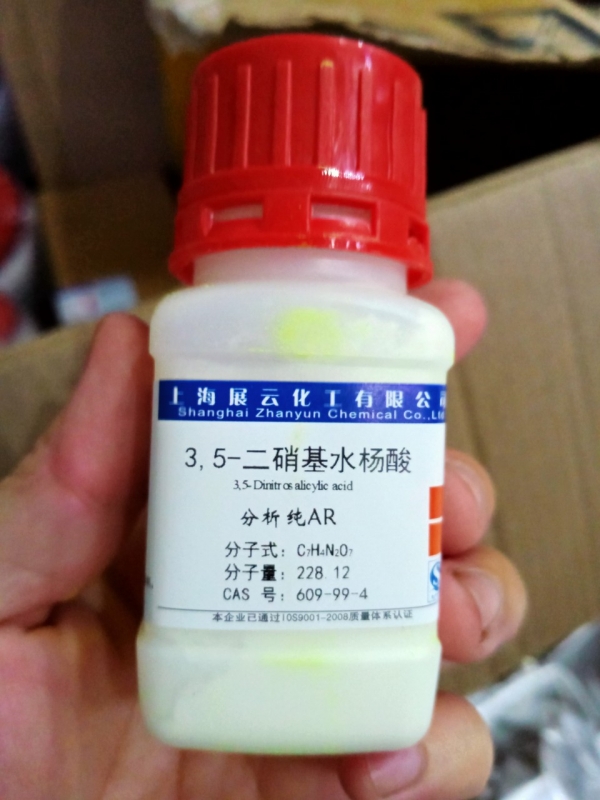 上海展云化工有限公司
Shanghai Zhanyun Chemical Co.,Ltd
3,5-二硝基水杨酸
3,5-Dinitrosalicylic acid
分析纯AR
分子式: C₇H₄N₂O₇
分子量: 228.12
CAS 号: 609-99-4
本企业已通过IOS9001-2008质量体系认证